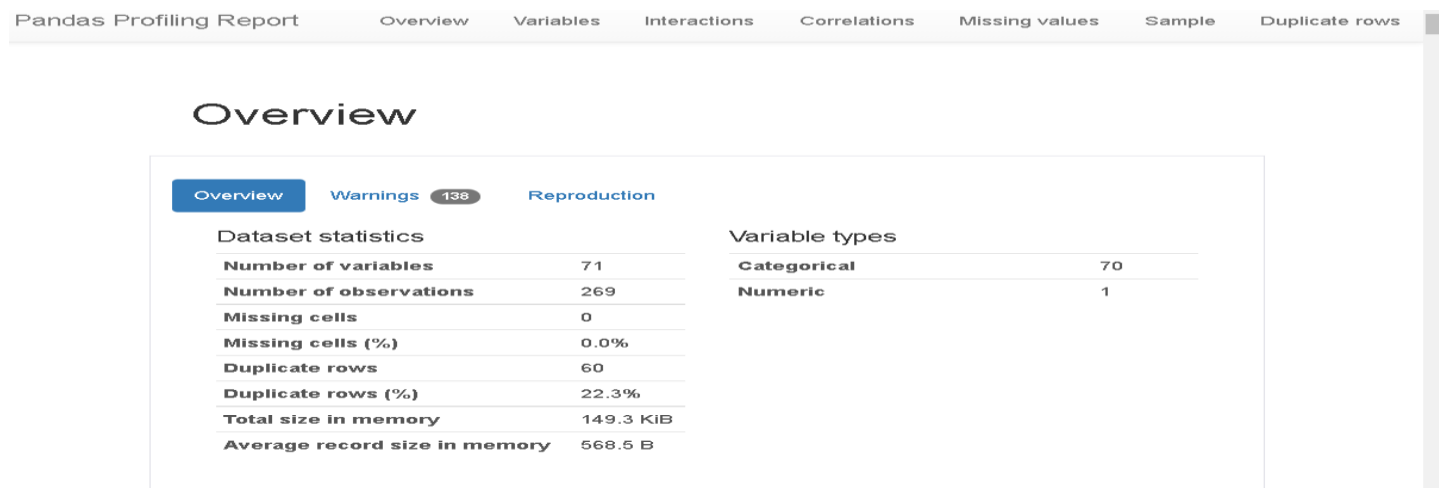 Pandas Profiling Report Overview Variables Interactions Correlations Missing values Sample Duplicate rows
Overview
Overview Warnings 138 Reproduction
Dataset statistics
Number of variables 71
Number of observations 269
Missing cells 0
Missing cells (%) 0.0%
Duplicate rows 60
Duplicate rows (%) 22.3%
Total size in memory 149.3 KiB
Average record size in memory 568.5 B
Variable types
Categorical 70
Numeric 1